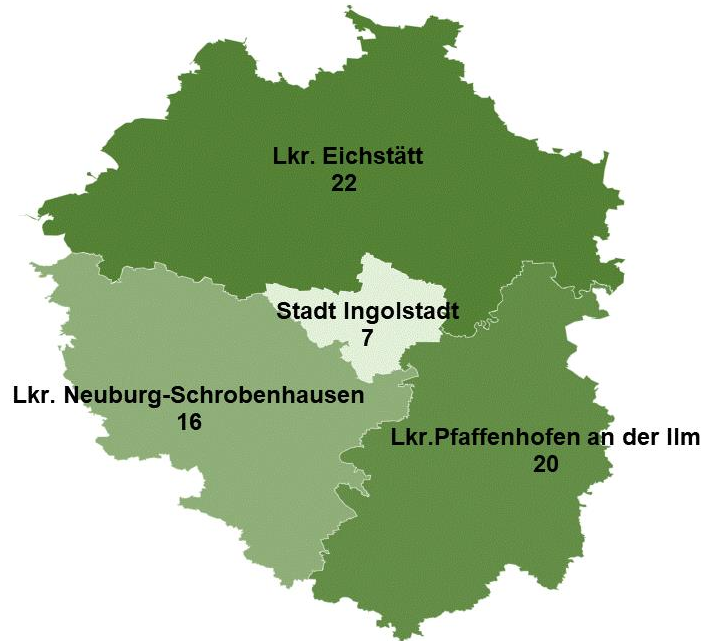 Lkr. Eichstätt
22
Stadt Ingolstadt
7
Lkr. Neuburg-Schrobenhausen
16
Lkr.Pfaffenhofen an der Ilm
20